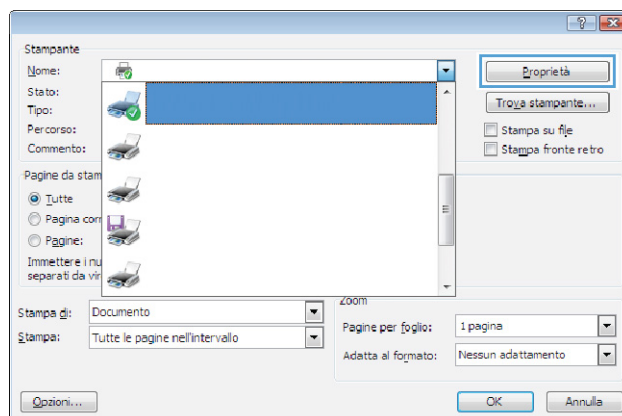 Stampante
Nome:
Proprietà
Stato:
Tipo:
Trova stampante...
Percorso:
Stampa su file
Commento:
Stampa fronte retro
Pagine da stam
Tutte
Pagina corr
Pagine:
Immettere i nu
separati da vir
Zoom
Stampa di:
Documento
Pagine per foglio:
1 pagina
Stampa:
Tutte le pagine nell'intervallo
Adatta al formato:
Nessun adattamento
Opzioni...
OK
Annulla